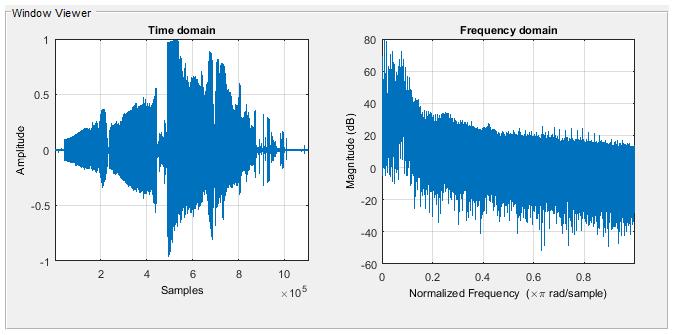 Window Viewer
Time domain
1
0.5
0
-0.5
-1
Amplitude
2 4 6 8 10
Samples
×10⁵
Frequency domain
80
60
40
20
0
-20
-40
-60
Magnitude (dB)
0 0.2 0.4 0.6 0.8
Normalized Frequency (×π rad/sample)